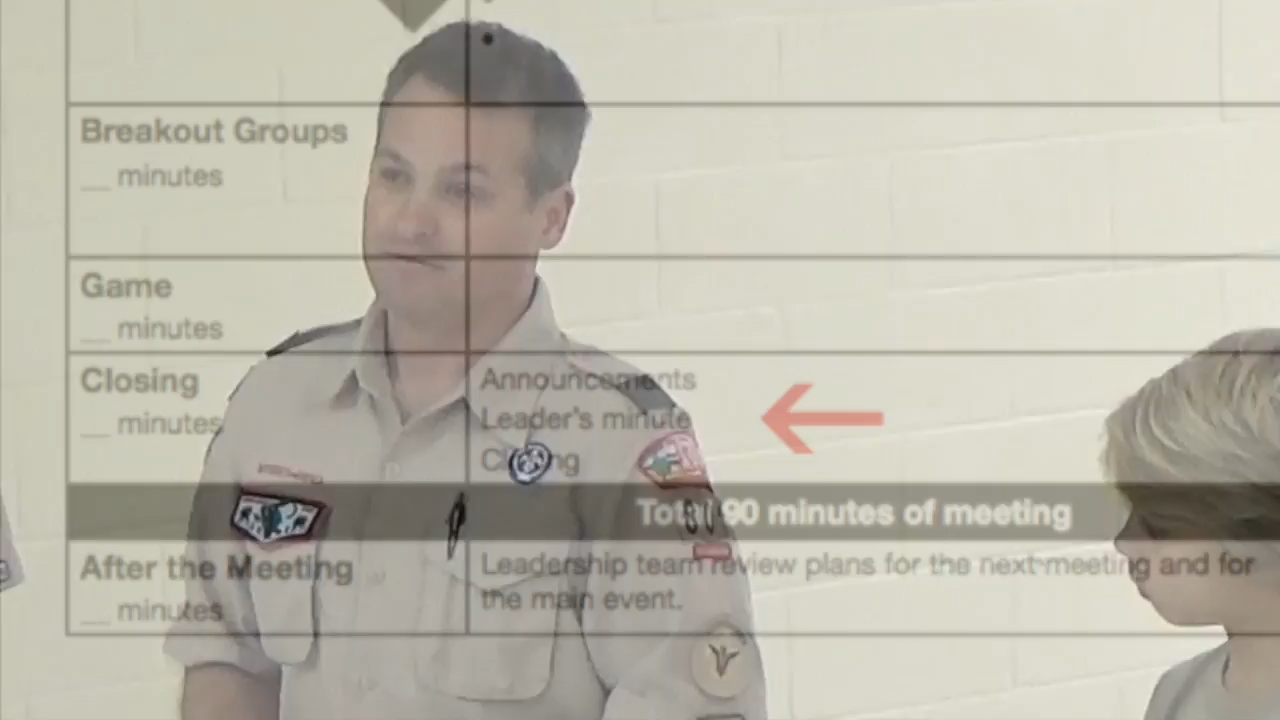 Breakout Groups
__ minutes
Game
__ minutes
Closing
__ minutes
Announcements
Leader's minute
Closing
Total 90 minutes of meeting
After the Meeting
__ minutes
Leadership team review plans for the next meeting and for
the main event.